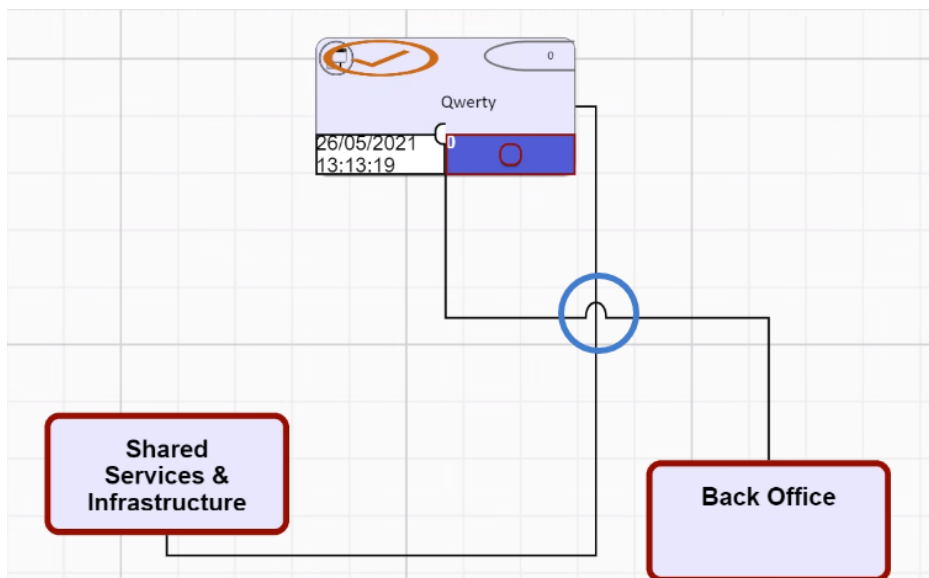 0
Qwerty
26/05/2021
13:13:19
0
Shared
Services &
Infrastructure
Back Office